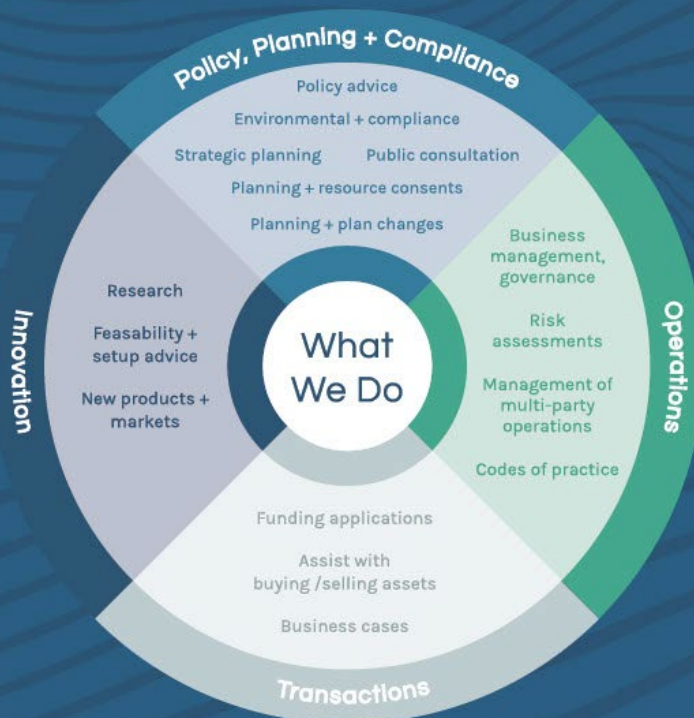 Policy, Planning + Compliance
Policy advice
Environmental + compliance
Strategic planning
Public consultation
Planning + resource consents
Planning + plan changes
Operations
Business
management,
governance
Risk
assessments
Management of
multi-party
operations
Codes of practice
Innovation
Research
Feasability +
setup advice
New products +
markets
What
We Do
Funding applications
Assist with
buying /selling assets
Business cases
Transactions